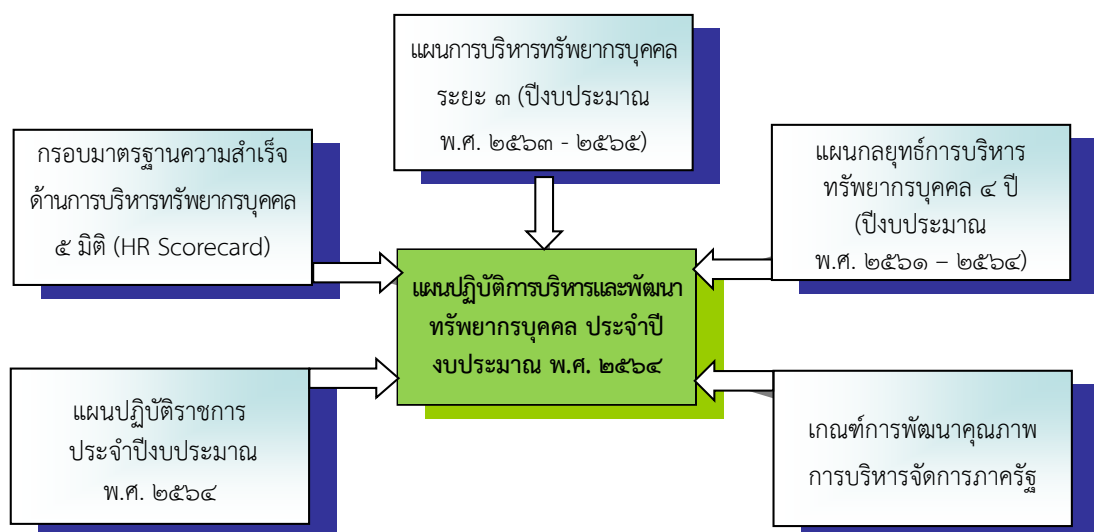 แผนการบริหารทรัพยากรบุคคล
ระยะ ๓ (ปีงบประมาณ
พ.ศ. ๒๕๖๓ - ๒๕๖๕)
กรอบมาตรฐานความสำเร็จ
ด้านการบริหารทรัพยากรบุคคล
๕ มิติ (HR Scorecard)
แผนกลยุทธ์การบริหาร
ทรัพยากรบุคคล ๔ ปี
(ปีงบประมาณ
พ.ศ. ๒๕๖๑ – ๒๕๖๔)
แผนปฏิบัติการบริหารและพัฒนา
ทรัพยากรบุคคล ประจำปี
งบประมาณ พ.ศ. ๒๕๖๔
แผนปฏิบัติราชการ
ประจำปีงบประมาณ
พ.ศ. ๒๕๖๔
เกณฑ์การพัฒนาคุณภาพ
การบริหารจัดการภาครัฐ